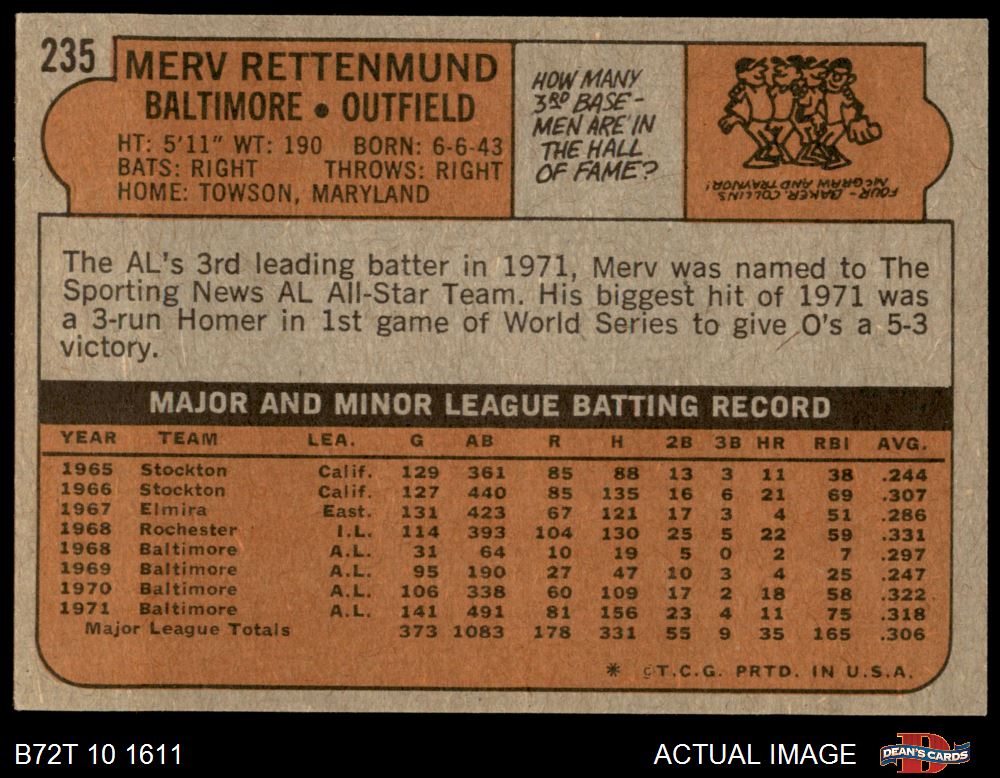 235
MERV RETTENMUND
BALTIMORE • OUTFIELD
HT: 5'11" WT: 190 BORN: 6-6-43
BATS: RIGHT THROWS: RIGHT
HOME: TOWSON, MARYLAND
HOW MANY
3RD BASE-
MEN ARE IN
THE HALL
OF FAME?
FOUR - BAKER, COLLINS
MCGRAW AND TRAYNOR!
The AL's 3rd leading batter in 1971, Merv was named to The
Sporting News AL All-Star Team. His biggest hit of 1971 was
a 3-run Homer in 1st game of World Series to give O's a 5-3
victory.
MAJOR AND MINOR LEAGUE BATTING RECORD
YEAR TEAM LEA. G AB R H 2B 3B HR RBI AVG.
1965 Stockton Calif. 129 361 85 88 13 3 11 38 .244
1966 Stockton Calif. 127 440 85 135 16 6 21 69 .307
1967 Elmira East. 131 423 67 121 17 3 4 51 .286
1968 Rochester I.L. 114 393 104 130 25 5 22 59 .331
1968 Baltimore A.L. 31 64 10 19 5 0 2 7 .297
1969 Baltimore A.L. 95 190 27 47 10 3 4 25 .247
1970 Baltimore A.L. 106 338 60 109 17 2 18 58 .322
1971 Baltimore A.L. 141 491 81 156 23 4 11 75 .318
Major League Totals 373 1083 178 331 55 9 35 165 .306
* ©T.C.G. PRTD. IN U.S.A.
B72T 10 1611
ACTUAL IMAGE
D
DEAN'S CARDS